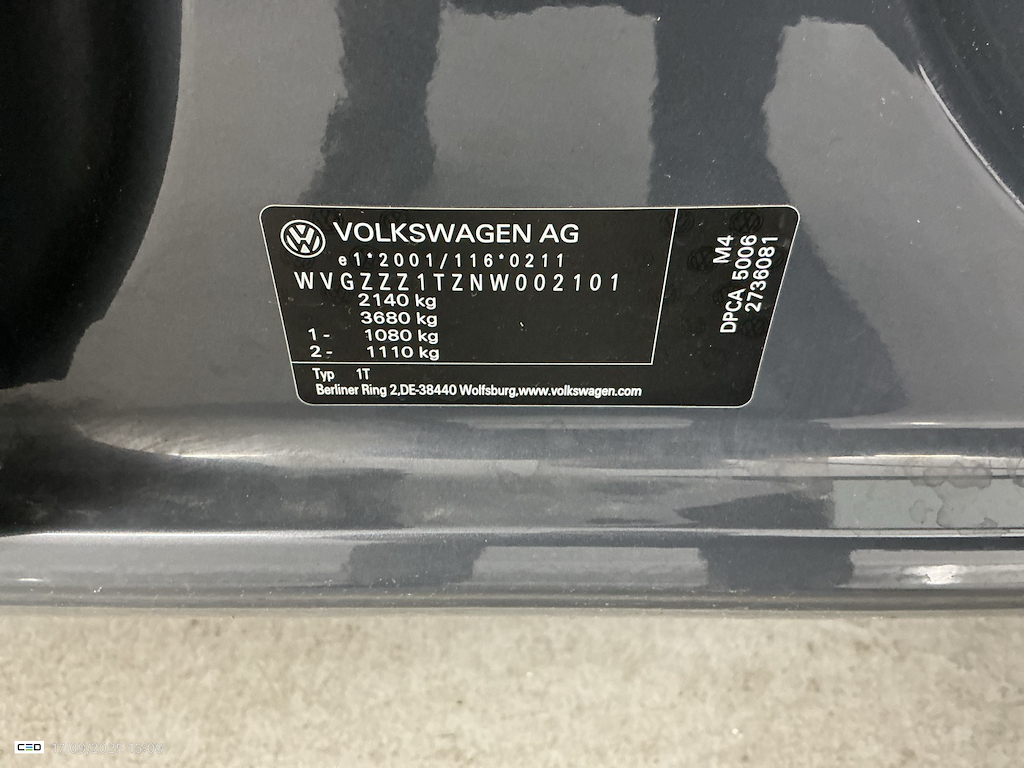 VOLKSWAGEN AG
e1*2001/116*0211
WVGZZZ1TZNW002101
2140 kg
3680 kg
1 - 1080 kg
2 - 1110 kg
Typ 1T
Berliner Ring 2,DE-38440 Wolfsburg,www.volkswagen.com
M4
DPCA 5006
2736081